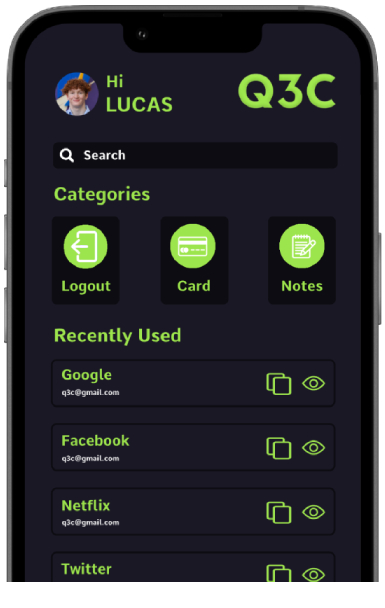 Hi
LUCAS
Q3C
Search
Categories
Logout
Card
Notes
Recently Used
Google
q3c@gmail.com
Facebook
q3c@gmail.com
Netflix
q3c@gmail.com
Twitter